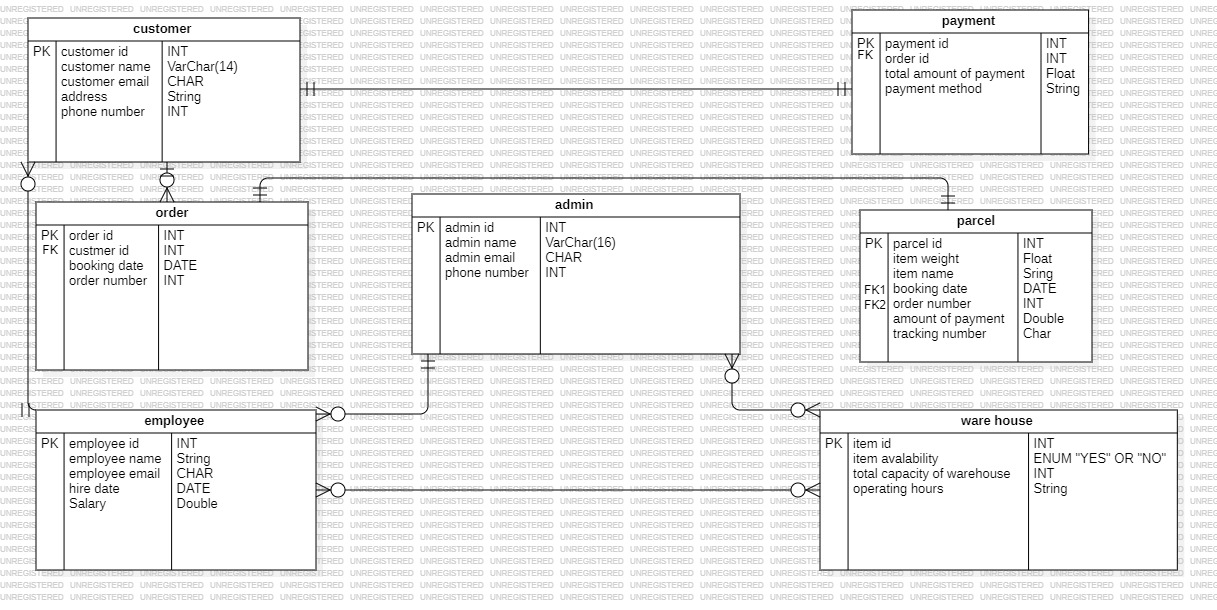 customer
PK customer id INT
customer name VarChar(14)
customer email CHAR
address String
phone number INT
payment
PK payment id INT
FK order id INT
total amount of payment Float
payment method String
order
PK order id INT
FK custmer id INT
booking date DATE
order number INT
admin
PK admin id INT
admin name VarChar(16)
admin email CHAR
phone number INT
parcel
PK parcel id INT
item weight Float
item name Sring
FK1 booking date DATE
FK2 order number INT
amount of payment Double
tracking number Char
employee
PK employee id INT
employee name String
employee email CHAR
hire date DATE
Salary Double
ware house
PK item id INT
item avalability ENUM "YES" OR "NO"
total capacity of warehouse INT
operating hours String
UNREGISTERED